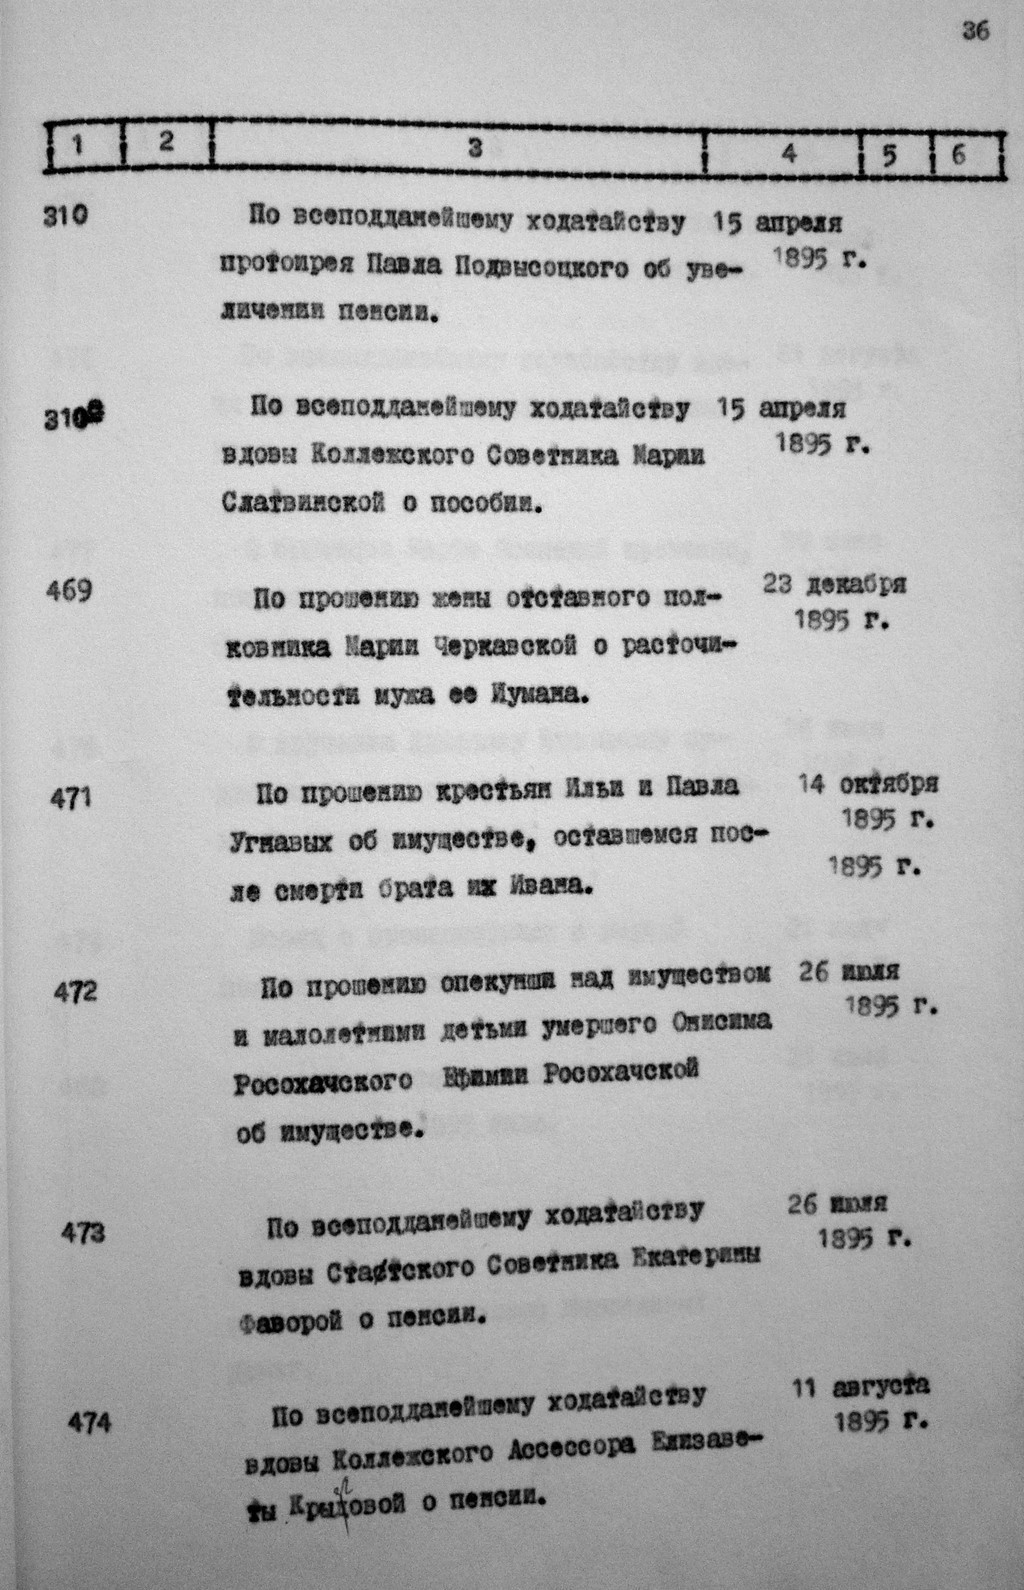 36
1 2 3 4 5 6
310 По всеподданейшему ходатайству 15 апреля
протоирея Павла Подвысоцкого об уве- 1895 г.
личении пенсии.
310а По всеподданейшему ходатайству 15 апреля
вдовы Коллежского Советника Марии 1895 г.
Слатвинской о пособии.
469 По прошению жены отставного пол- 23 декабря
ковника Марии Черкавской о расточи- 1895 г.
тельности мужа ее Иумана.
471 По прошению крестьян Ильи и Павла 14 октября
Угнавых об имуществе, оставшемся пос- 1895 г.
ле смерти брата их Ивана. 1895 г.
472 По прошению опекунши над имуществом 26 июля
и малолетними детьми умершего Онисима 1895 г.
Росохачского Ефимии Росохачской
об имуществе.
473 По всеподданейшему ходатайству 26 июля
вдовы Статского Советника Екатерины 1895 г.
Фаворой о пенсии.
474 По всеподданейшему ходатайству 11 августа
вдовы Коллежского Ассессора Елизаве- 1895 г.
ты о пенсии.